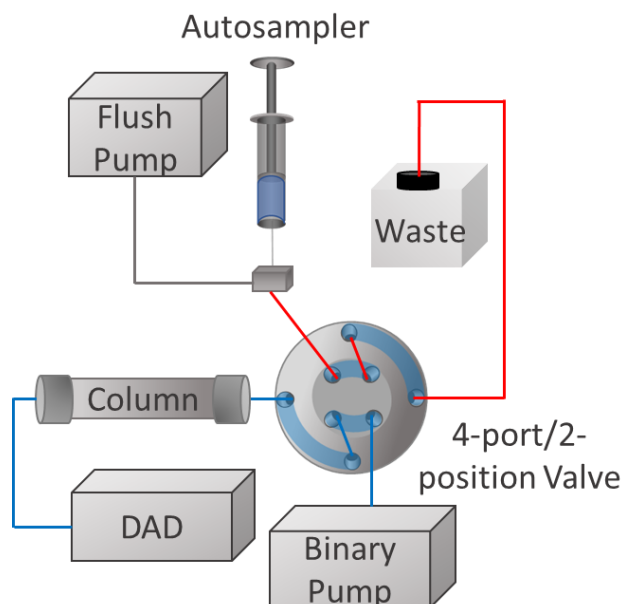 Autosampler
Flush
Pump
Waste
Column
4-port/2-
position Valve
DAD
Binary
Pump